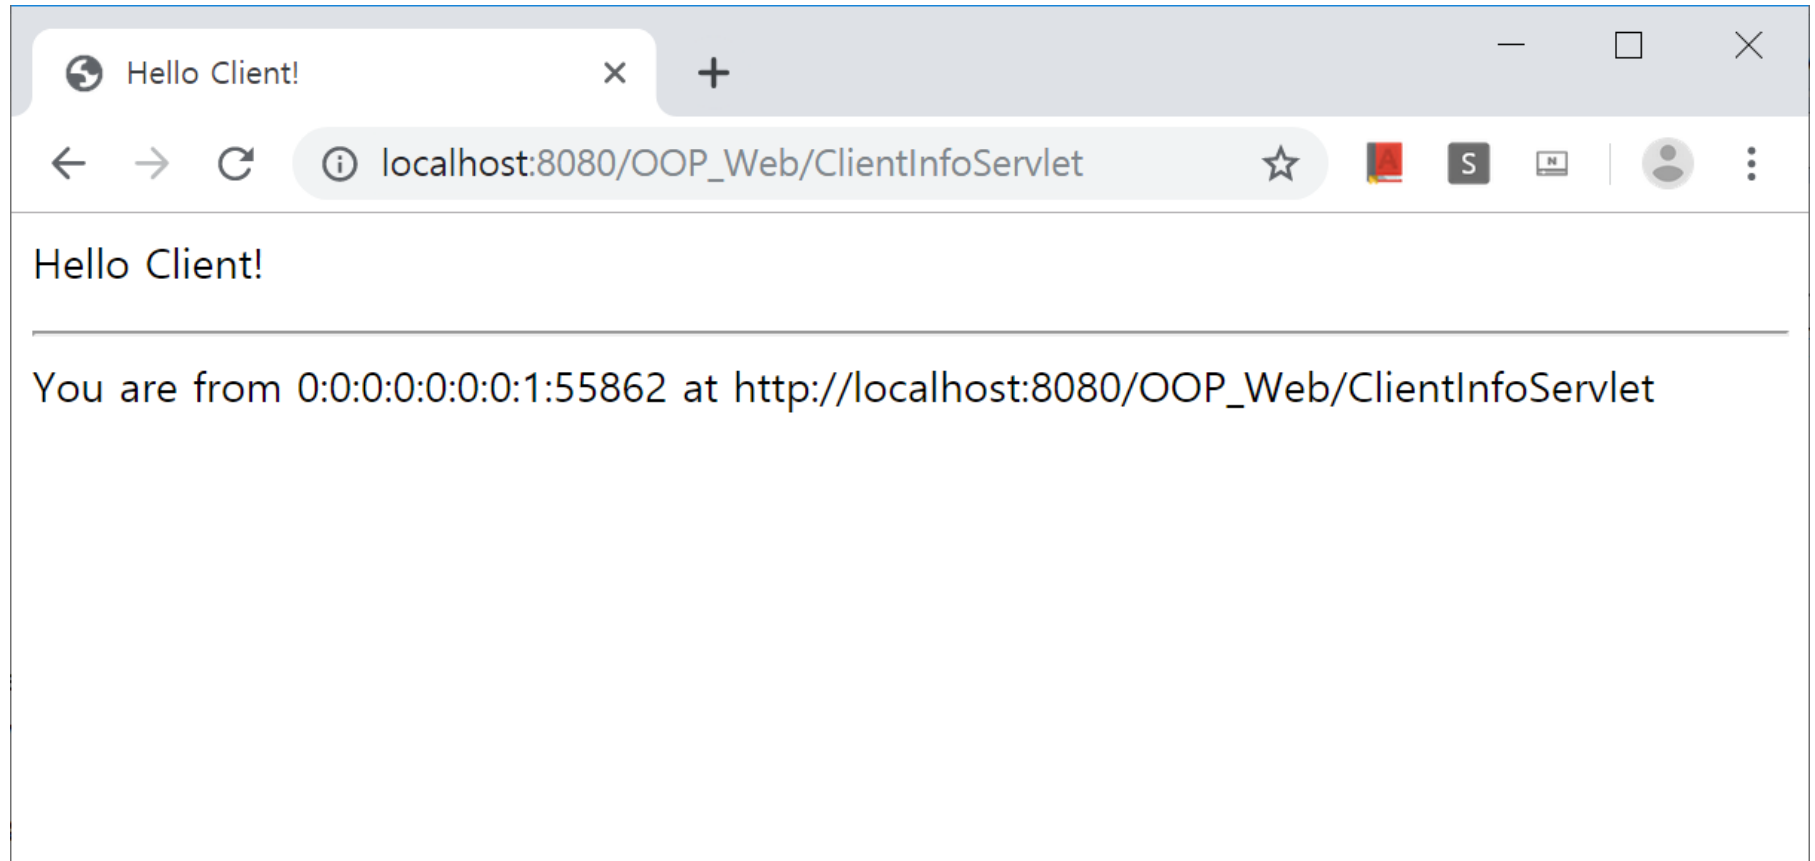 Hello Client!
localhost:8080/OOP_Web/ClientInfoServlet
A
S
N
Hello Client!
You are from 0:0:0:0:0:0:0:1:55862 at http://localhost:8080/OOP_Web/ClientInfoServlet